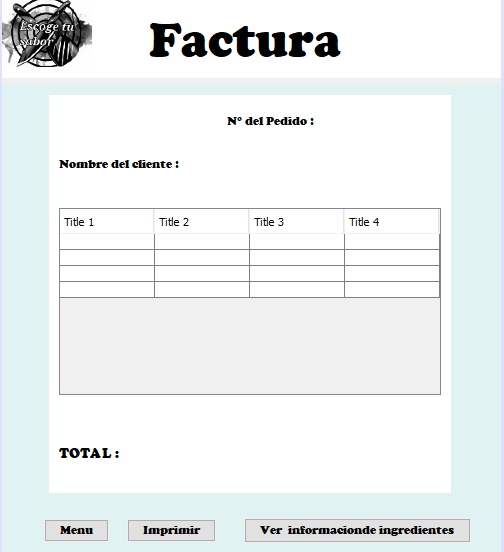 Escoge tu
sabor
Factura
N° del Pedido :
Nombre del cliente :
Title 1 Title 2 Title 3 Title 4
TOTAL :
Menu Imprimir Ver informacionde ingredientes